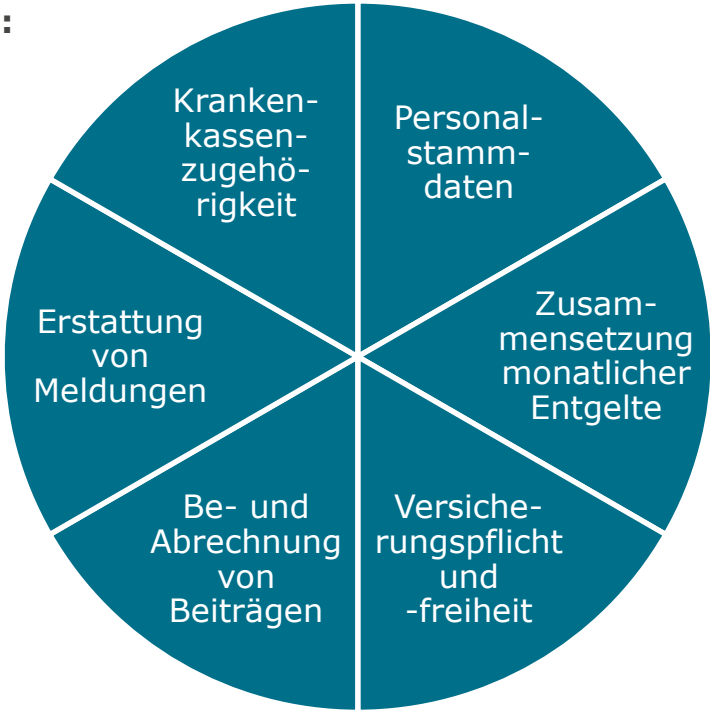 :
Kranken-
kassen-
zugehö-
rigkeit
Personal-
stamm-
daten
Zusam-
mensetzung
monatlicher
Entgelte
Versiche-
rungspflicht
und
-freiheit
Be- und
Abrechnung
von
Beiträgen
Erstattung
von
Meldungen